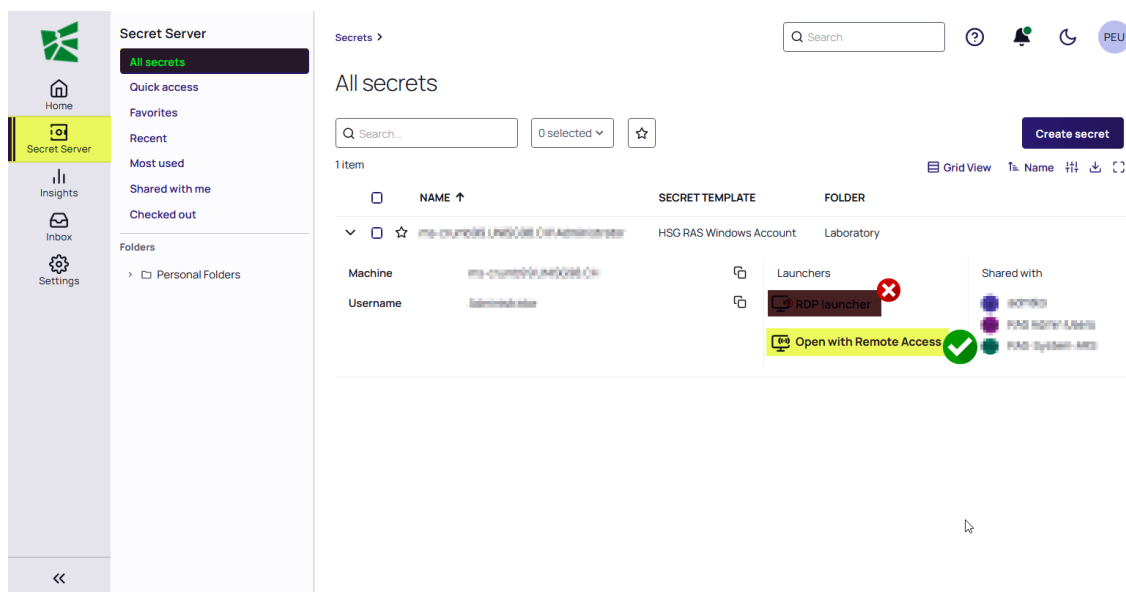 Secret Server
Secrets >
Search
PEU
All secrets
Home
Quick access
All secrets
Favorites
Secret Server
Recent
Search...
0 selected
Create secret
Most used
1 item
Grid View
Name
Insights
Shared with me
Checked out
NAME
SECRET TEMPLATE
FOLDER
Inbox
Folders
HSG RAS Windows Account
Laboratory
Settings
Personal Folders
Machine
Launchers
Shared with
Username
RDP launcher
Open with Remote Access